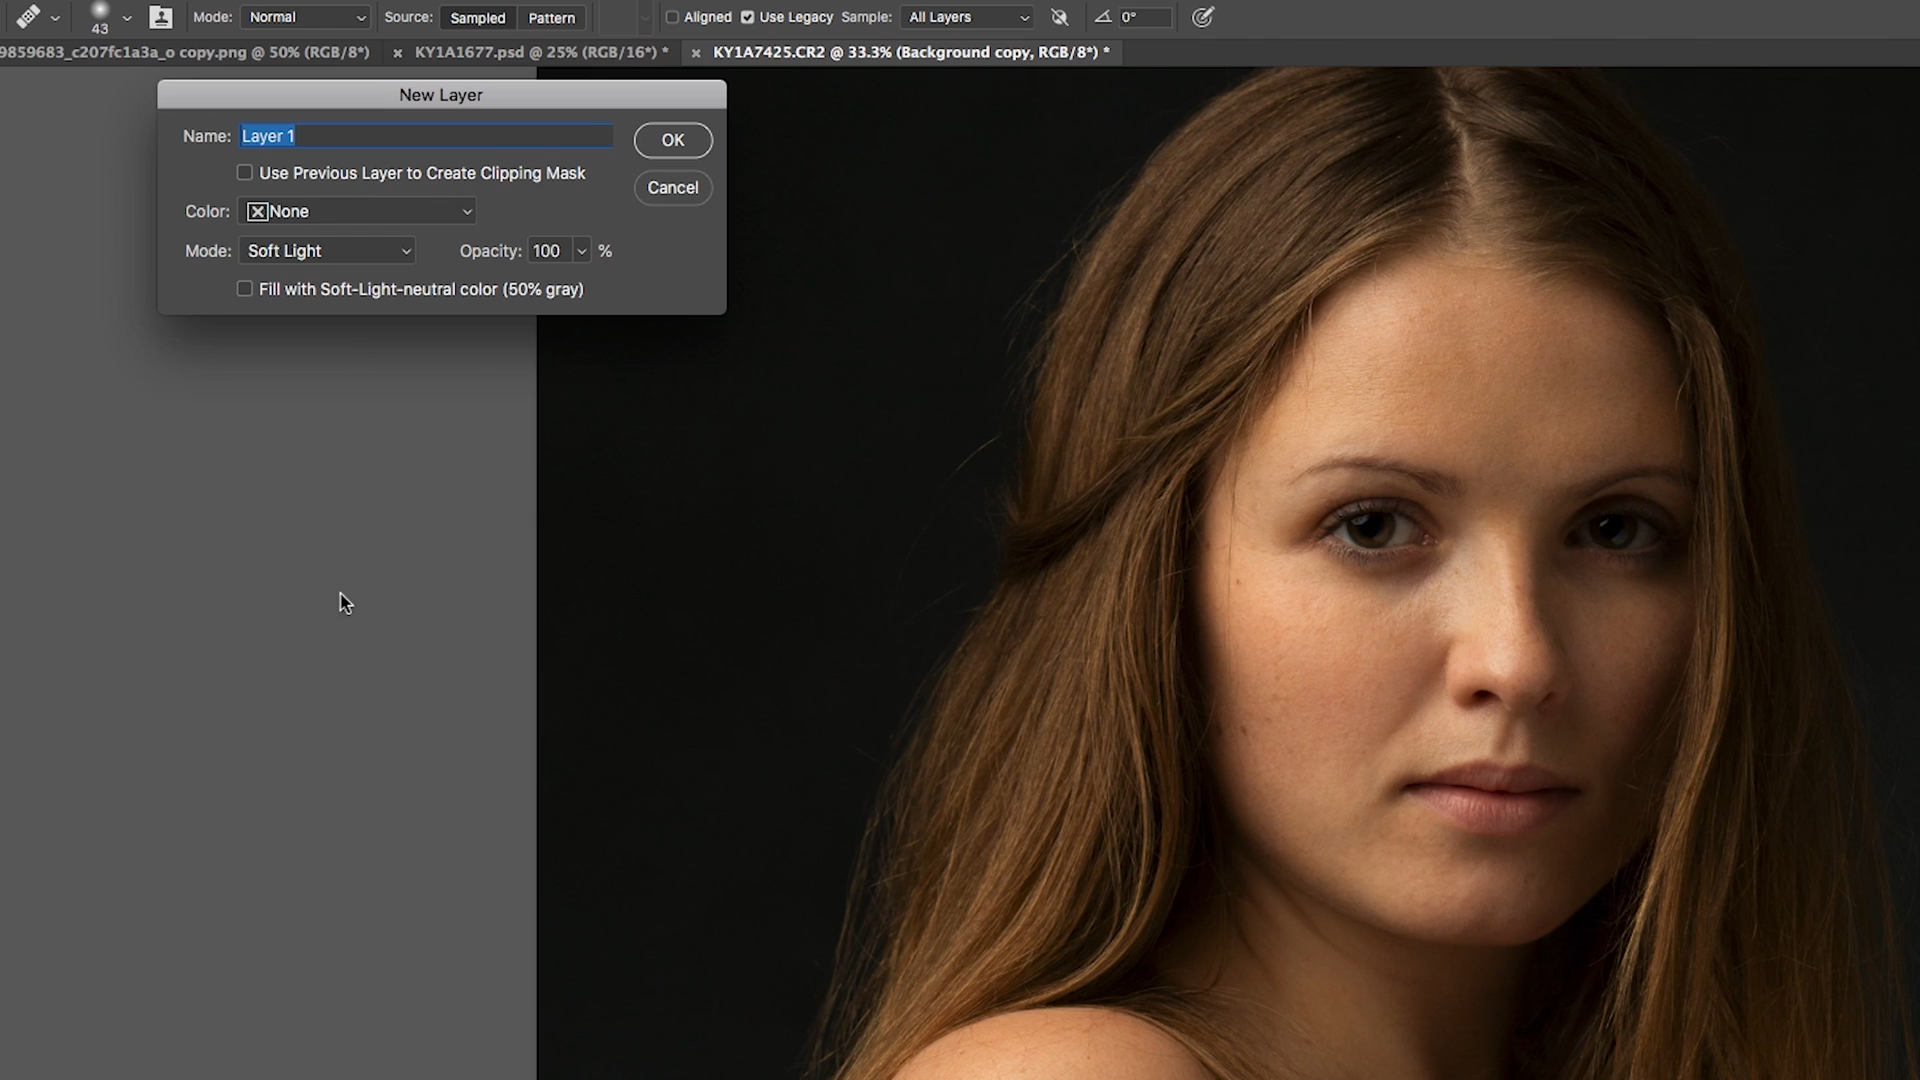 43 Mode: Normal Source: Sampled Pattern Aligned Use Legacy Sample: All Layers 0°
9859683_c207fc1a3a_o copy.png @ 50% (RGB/8*) × KY1A1677.psd @ 25% (RGB/16*) * × KY1A7425.CR2 @ 33.3% (Background copy, RGB/8*) *
New Layer
Name: Layer 1 OK
Use Previous Layer to Create Clipping Mask Cancel
Color: None
Mode: Soft Light Opacity: 100 %
Fill with Soft-Light-neutral color (50% gray)